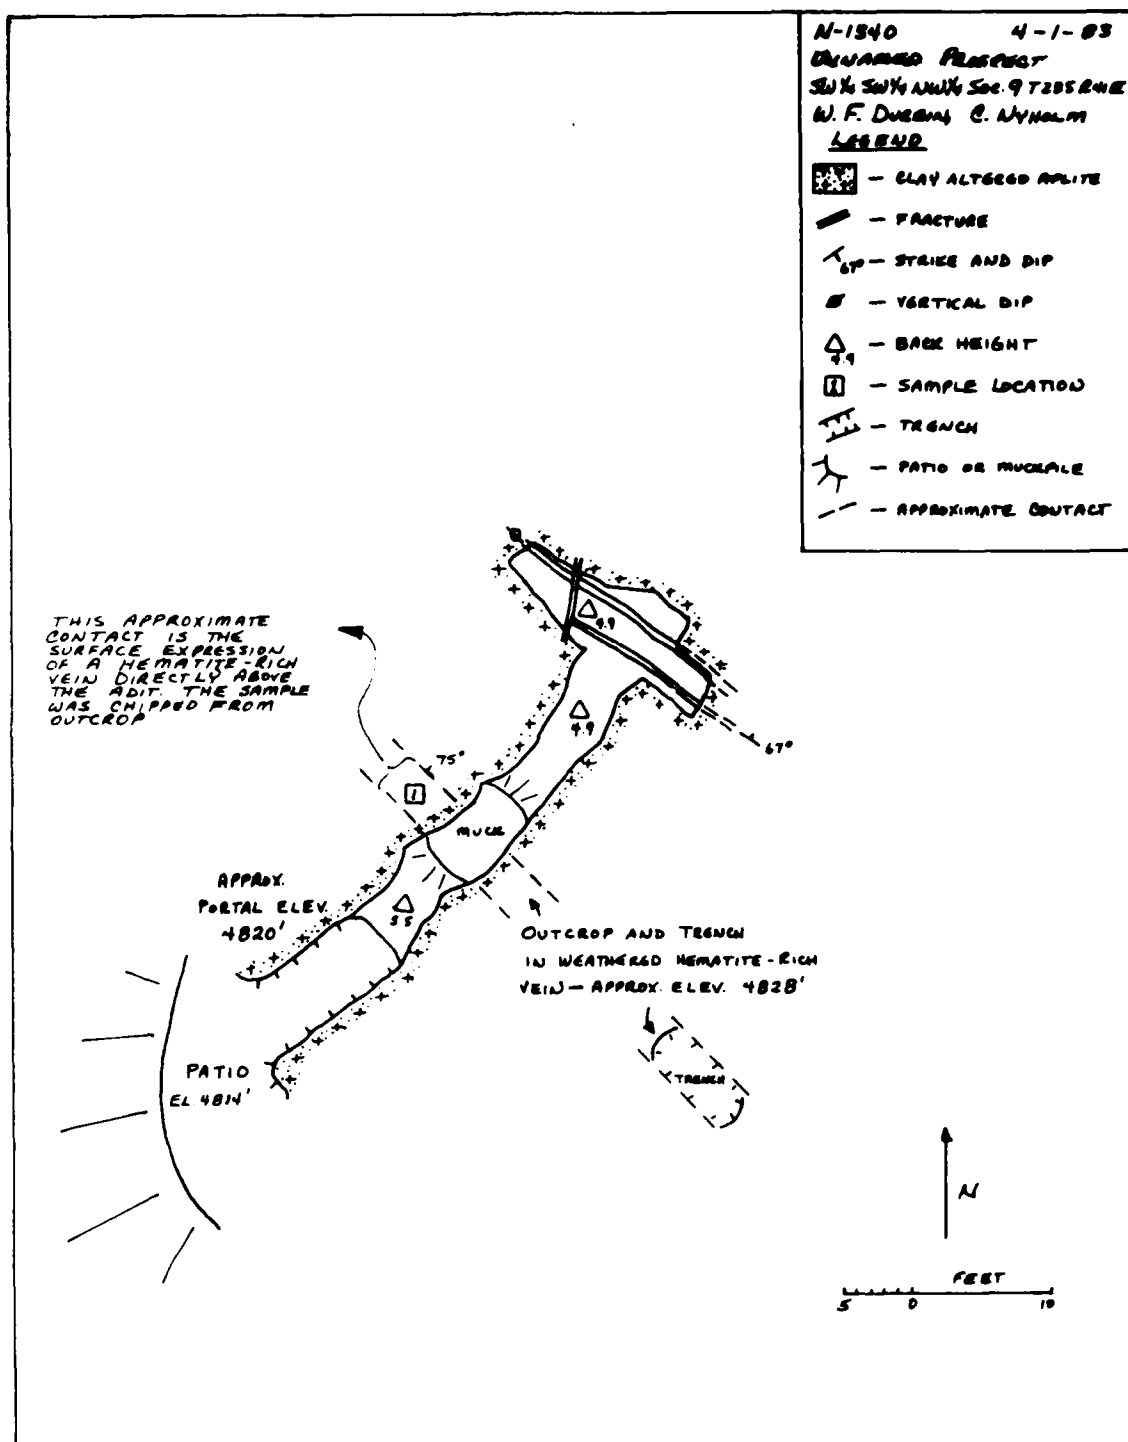 N-1340 4-1-83
UNNAMED PROSPECT
SW¼ SW¼ NW¼ SEC. 9 T28S R41E
W. F. DURBIN, C. NYHOLM
LEGEND
— CLAY ALTERED APLITE
— FRACTURE
67° — STRIKE AND DIP
— VERTICAL DIP
4.9 — BACK HEIGHT
1 — SAMPLE LOCATION
— TRENCH
— PATIO OR MUCKPILE
— APPROXIMATE CONTACT
THIS APPROXIMATE
CONTACT IS THE
SURFACE EXPRESSION
OF A HEMATITE-RICH
VEIN DIRECTLY ABOVE
THE ADIT. THE SAMPLE
WAS CHIPPED FROM
OUTCROP
4.9
4.9
67°
75°
1
MUCK
APPROX.
PORTAL ELEV.
4820'
5.5
OUTCROP AND TRENCH
IN WEATHERED HEMATITE-RICH
VEIN — APPROX. ELEV. 4828'
PATIO
EL 4814'
TRENCH
N
FEET
5 0 10